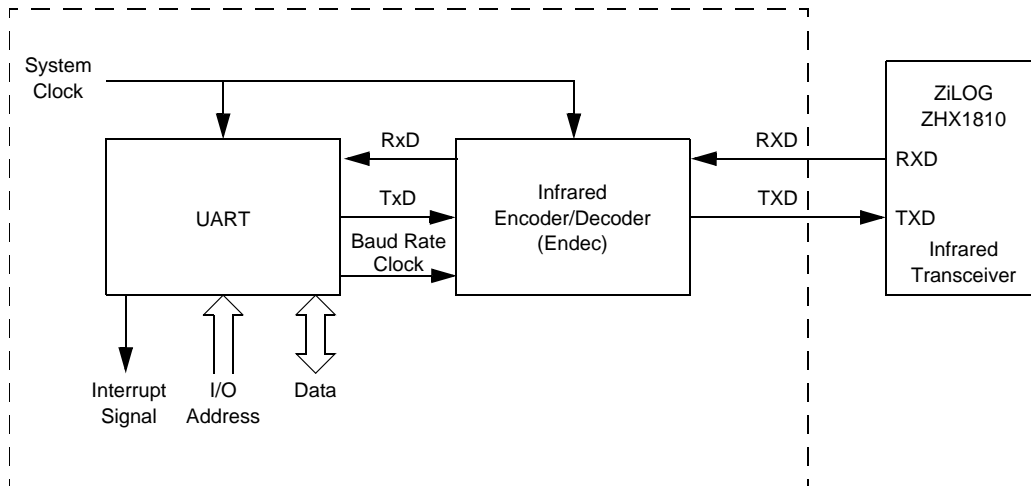 System
Clock
ZiLOG
ZHX1810
RxD
RXD
RXD
Infrared
Encoder/Decoder
(Endec)
UART
TxD
TXD
TXD
Baud Rate
Clock
Infrared
Transceiver
Interrupt
Signal
I/O
Address
Data